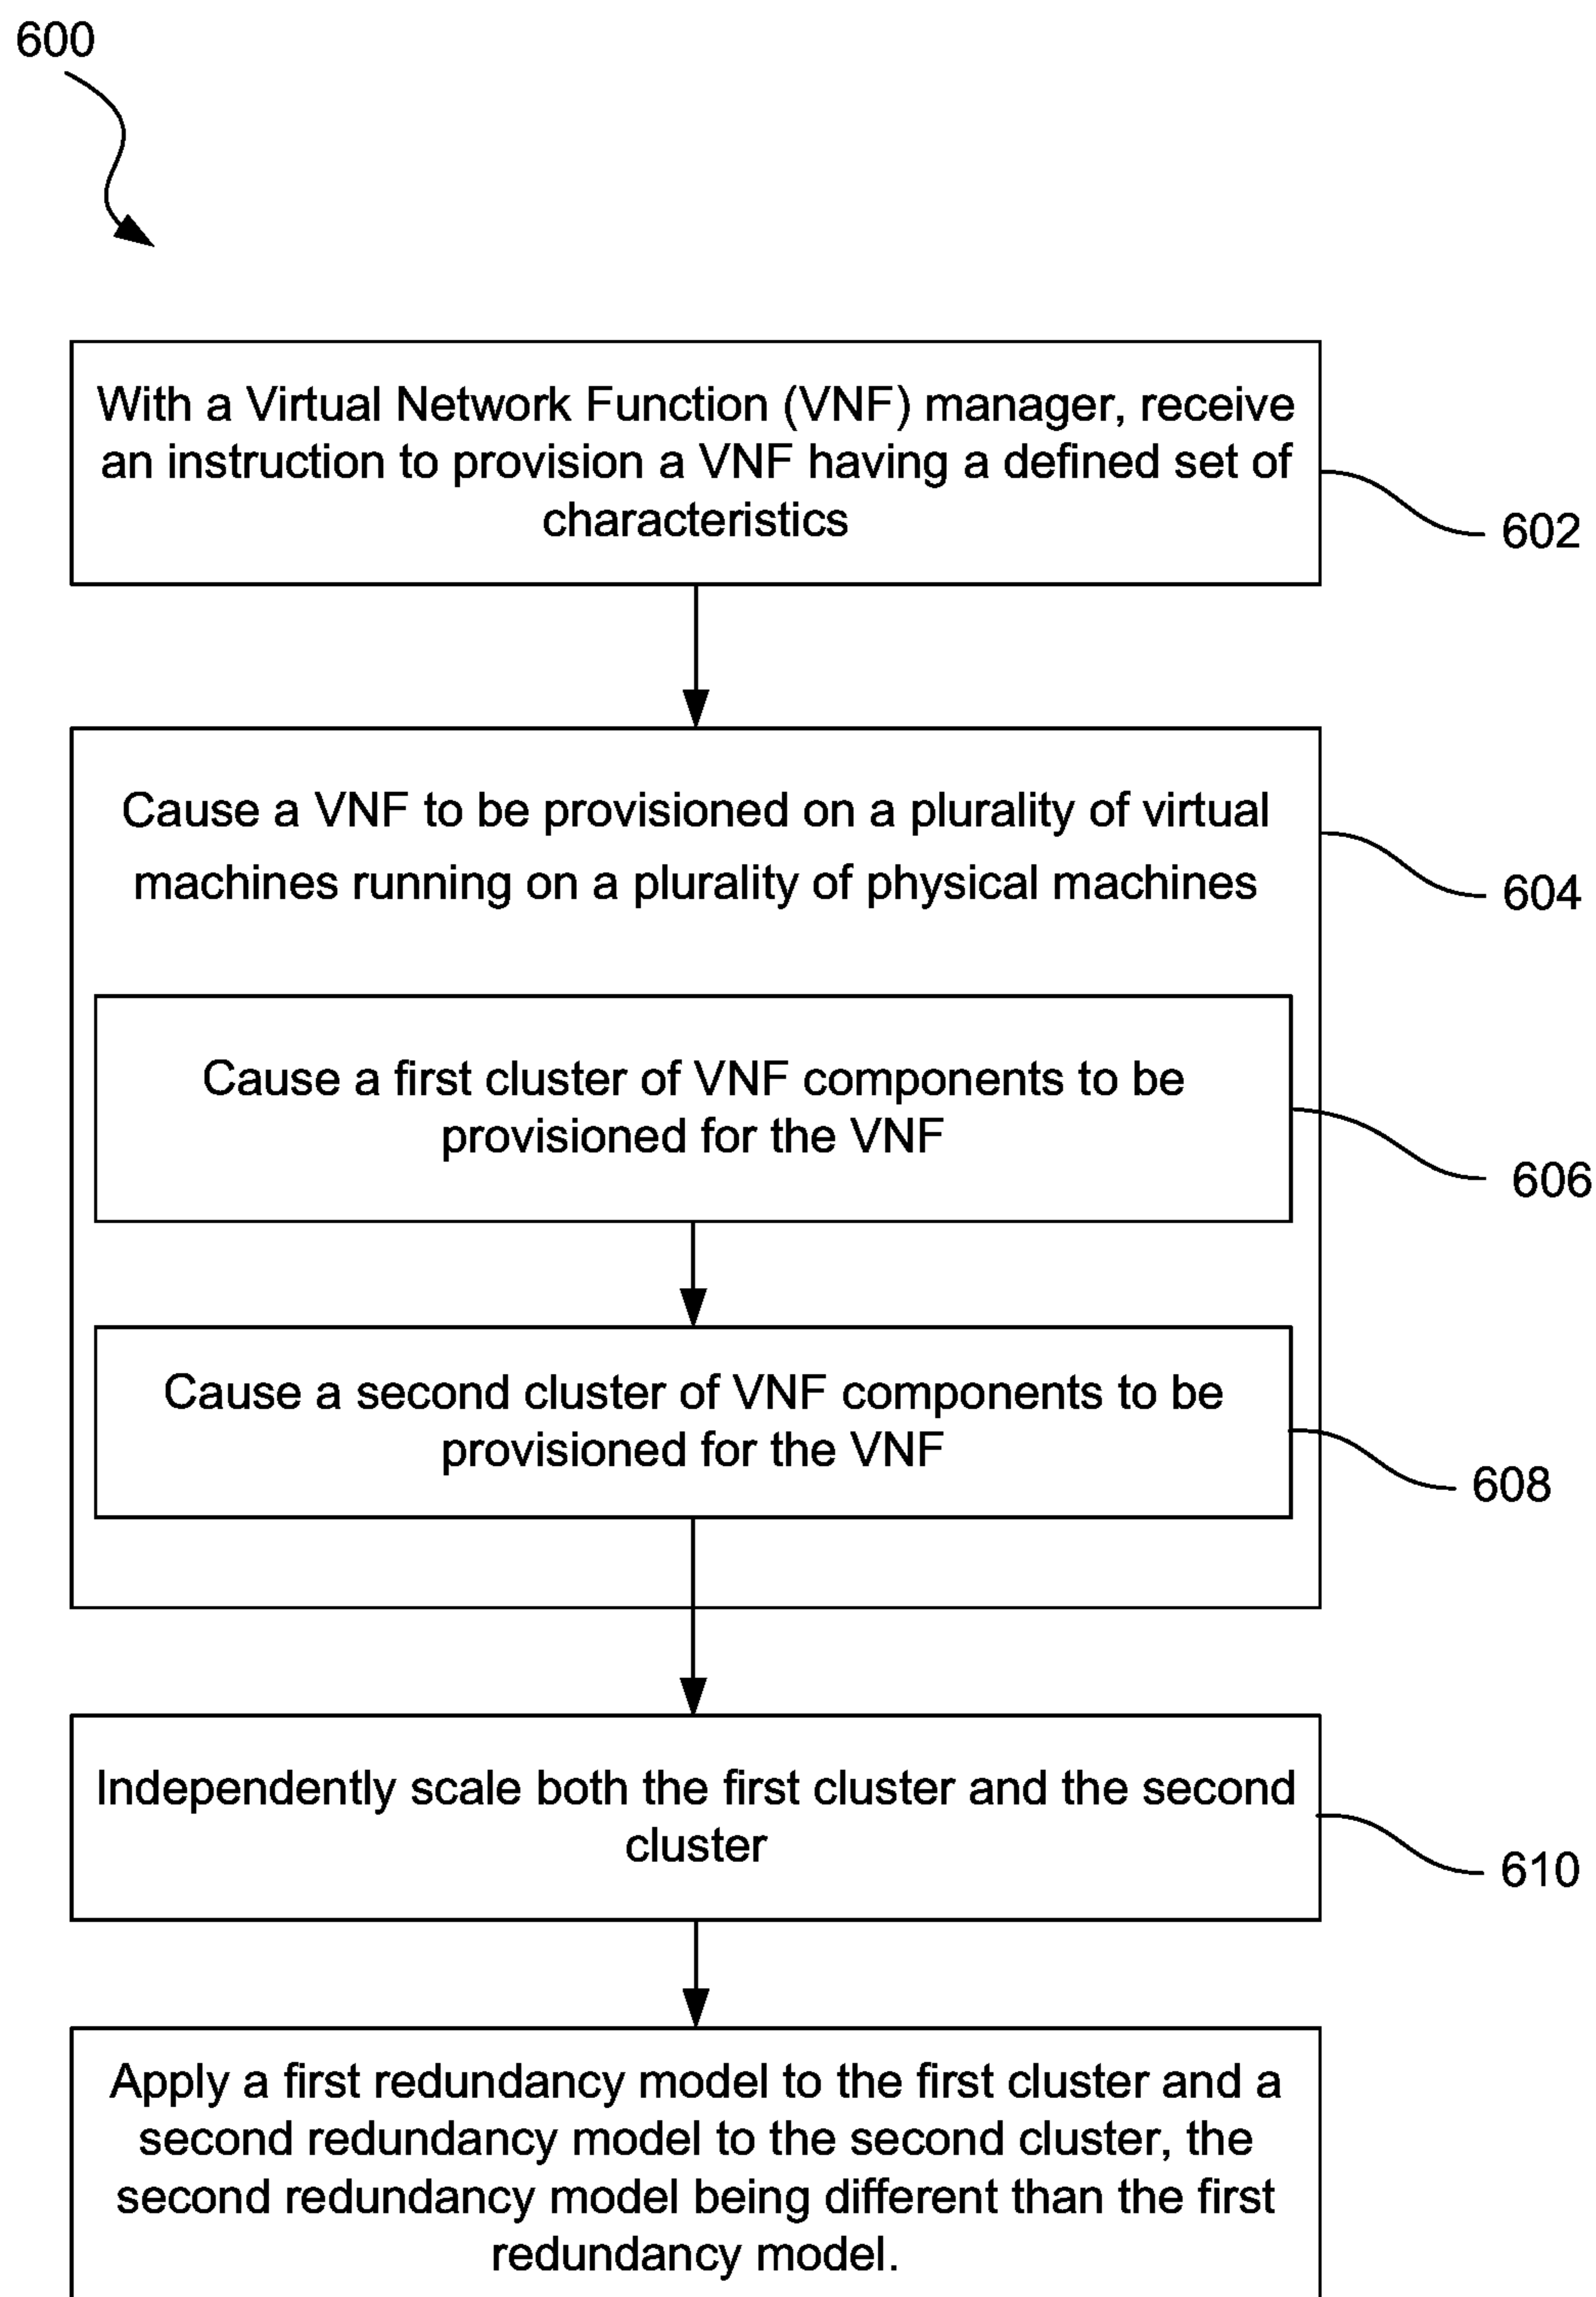 600
With a Virtual Network Function (VNF) manager, receive
an instruction to provision a VNF having a defined set of
characteristics
602
Cause a VNF to be provisioned on a plurality of virtual
machines running on a plurality of physical machines
604
Cause a first cluster of VNF components to be
provisioned for the VNF
606
Cause a second cluster of VNF components to be
provisioned for the VNF
608
Independently scale both the first cluster and the second
cluster
610
Apply a first redundancy model to the first cluster and a
second redundancy model to the second cluster, the
second redundancy model being different than the first
redundancy model.